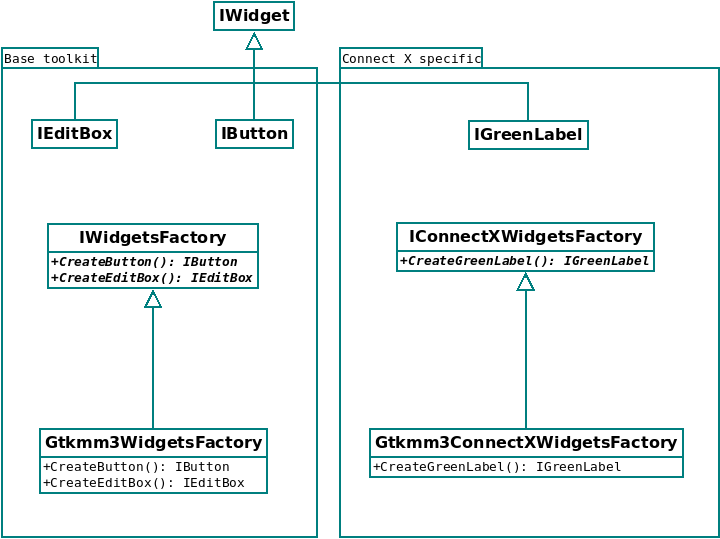 IWidget
Base toolkit
Connect X specific
IEditBox
IButton
IGreenLabel
IWidgetsFactory
+CreateButton(): IButton
+CreateEditBox(): IEditBox
IConnectXWidgetsFactory
+CreateGreenLabel(): IGreenLabel
Gtkmm3WidgetsFactory
+CreateButton(): IButton
+CreateEditBox(): IEditBox
Gtkmm3ConnectXWidgetsFactory
+CreateGreenLabel(): IGreenLabel